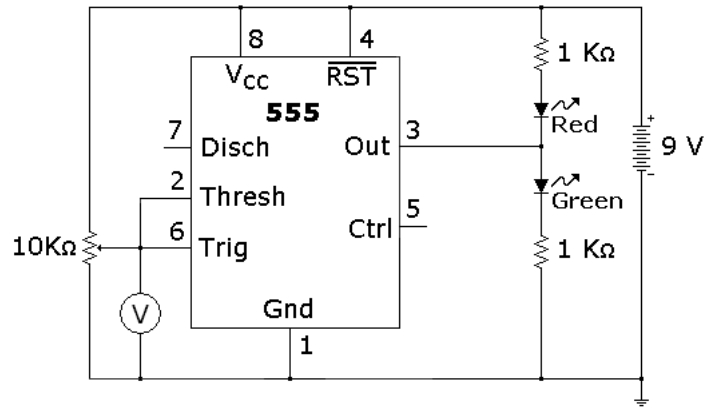 8
4
1 KΩ
V
CC
RST
555
Red
+
7
Disch
Out
3
9 V
-
2
Thresh
Green
5
Ctrl
10KΩ
6
Trig
1 KΩ
V
Gnd
1